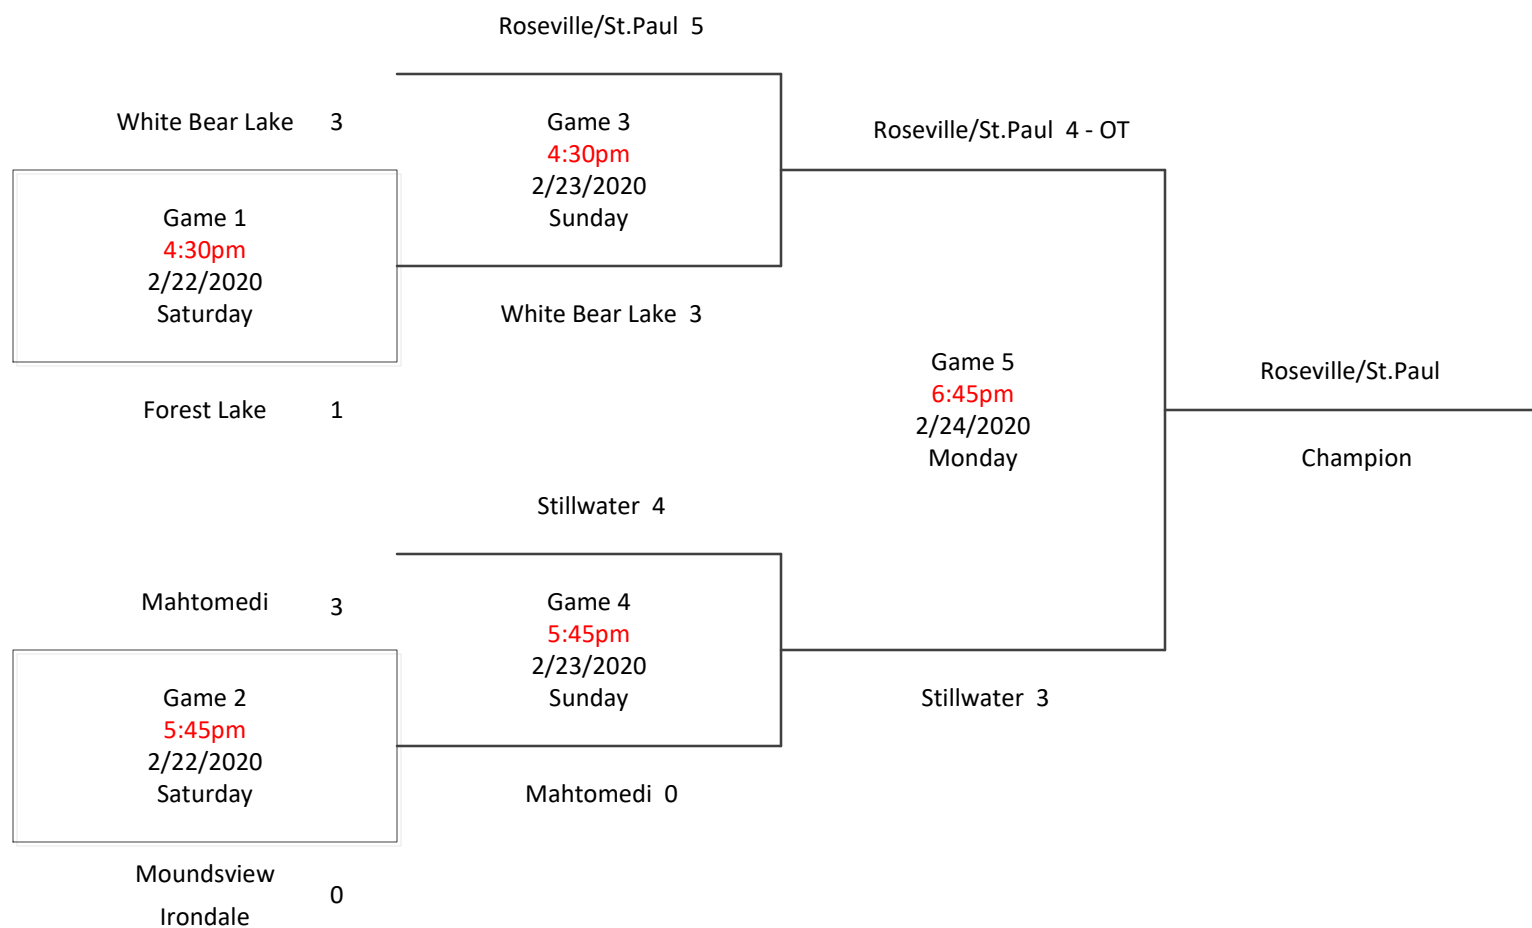 Roseville/St.Paul 5
White Bear Lake 3
Game 3
4:30pm
2/23/2020
Sunday
Roseville/St.Paul 4 - OT
Game 1
4:30pm
2/22/2020
Saturday
White Bear Lake 3
Forest Lake 1
Game 5
6:45pm
2/24/2020
Monday
Roseville/St.Paul
Champion
Stillwater 4
Mahtomedi 3
Game 4
5:45pm
2/23/2020
Sunday
Game 2
5:45pm
2/22/2020
Saturday
Stillwater 3
Mahtomedi 0
Moundsview
Irondale
0